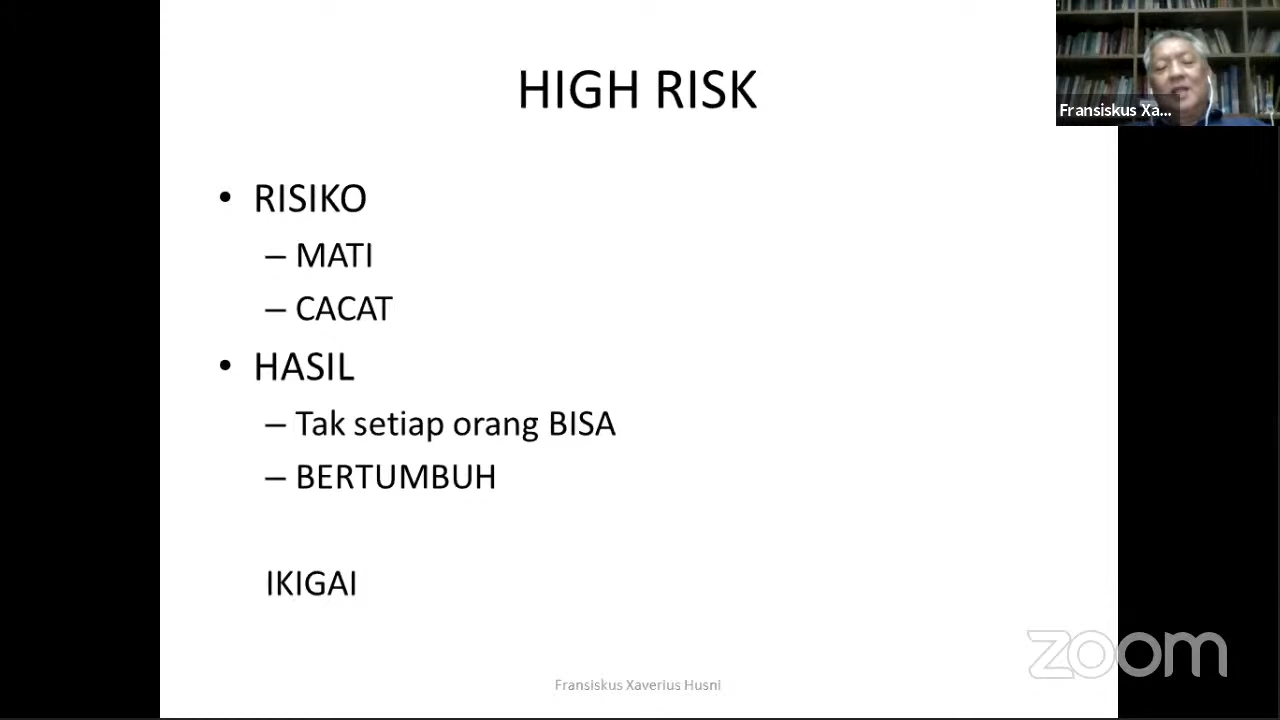 HIGH RISK
Fransiskus Xa...
• RISIKO
– MATI
– CACAT
• HASIL
– Tak setiap orang BISA
– BERTUMBUH
IKIGAI
zoom
Fransiskus Xaverius Husni